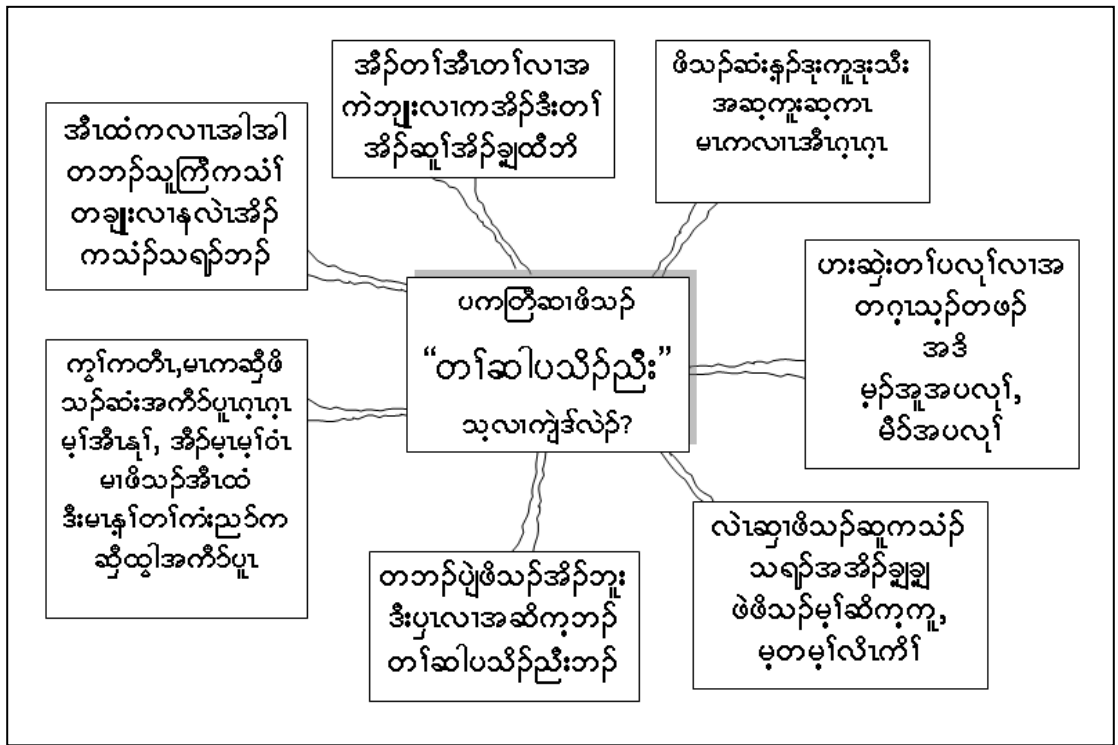 ပကတြီဆၢဖိသၣ်
“တၢ်ဆါပသိၣ်ညီး”
သ့လၢကျဲဒ်လဲၣ်?
အီၣ်တၢ်အီၤတၢ်လၢအ
ကဲဘျုးလၢကအိၣ်ဒီးတၢ်
အိၣ်ဆူၣ်အိၣ်ချ့ထီဘိ
ဖိသၣ်ဆံးန့ၣ်ဒုးကူဒုးသီး
အဆ့ကူးဆ့ကၤ
မၤကလၢၤအီၤဂ့ၤဂ့ၤ
ဟးဆှဲးတၢ်ပလုၢ်လၢအ
တဂ့ၤသ့ၣ်တဖၣ်
အဒိ
မ့ၣ်အူအပလုၢ်,
မီာ်အပလုၢ်
လဲၤဆှၢဖိသၣ်ဆူကသံၣ်
သရၣ်အအိၣ်ချ့ချ့
ဖဲဖိသၣ်မ့ၢ်ဆိက့ကူ,
မ့တမ့ၢ်လိၤကိၢ်
တဘၣ်ပျဲဖိသၣ်အိၣ်ဘူး
ဒီးပှၤလၢအဆိက့ဘၣ်
တၢ်ဆါပသိၣ်ညီးဘၣ်
ကွၢ်ကတီၤ,မၤကဆှီဖိ
သၣ်ဆံးအကီာ်ပူၤဂ့ၤဂ့ၤ
မ့ၢ်အီၤနုၢ်, အီၣ်မ့ၤမ့ၢ်ဝံၤ
မၢဖိသၣ်အီၤထံ
ဒီးမၤန့ၢ်တၢ်ကံးညာ်က
ဆှီထွါအကီာ်ပူၤ
အီၤထံကလၢၤအါအါ
တဘၣ်သူကြီကသံၢ်
တချုးလၢနလဲၤအိၣ်
ကသံၣ်သရၣ်ဘၣ်